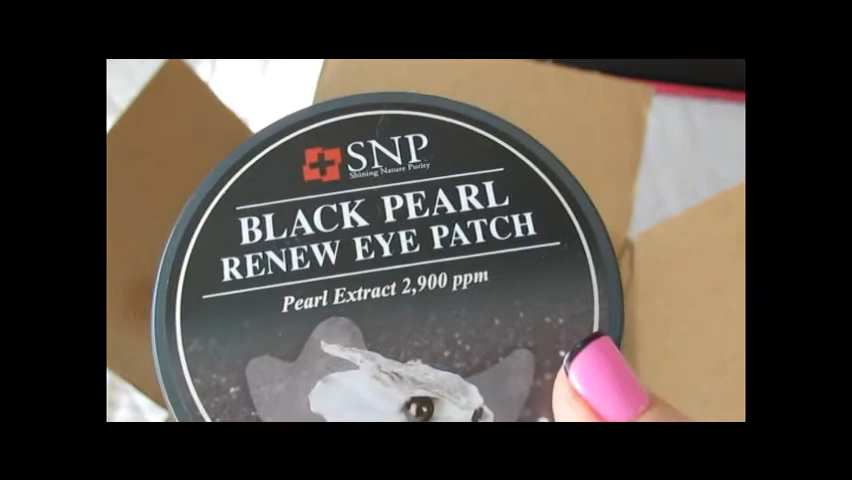 SNP
Shining Nature Purity
BLACK PEARL
RENEW EYE PATCH
Pearl Extract 2,900 ppm